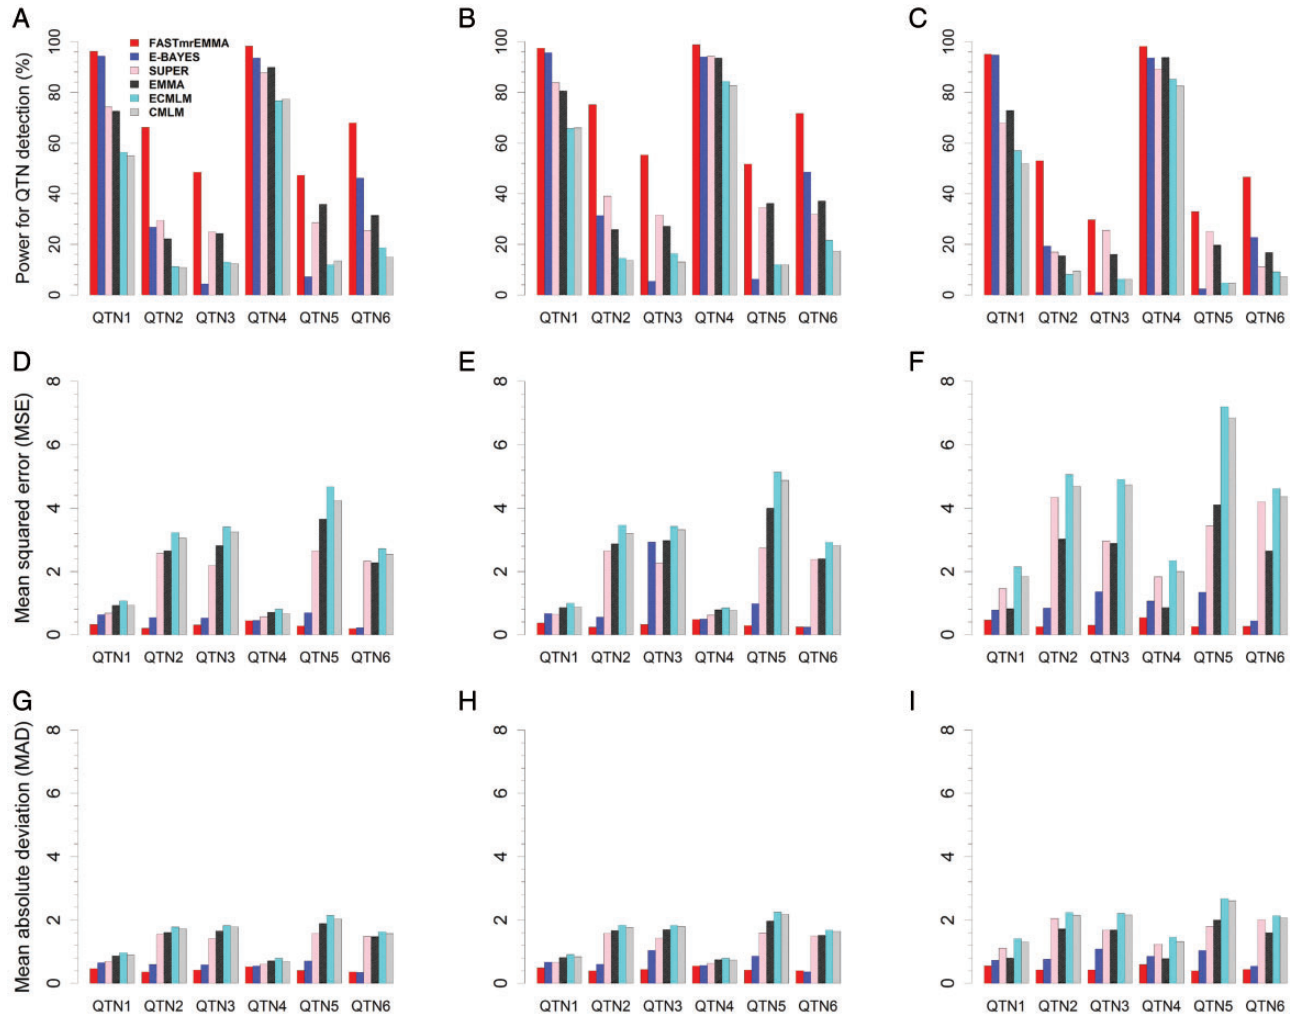 A
B
C
Power for QTN detection (%)
0 20 40 60 80 100
FASTmrEMMA
E-BAYES
SUPER
EMMA
ECMLM
CMLM
0 20 40 60 80 100
0 20 40 60 80 100
QTN1 QTN2 QTN3 QTN4 QTN5 QTN6
QTN1 QTN2 QTN3 QTN4 QTN5 QTN6
QTN1 QTN2 QTN3 QTN4 QTN5 QTN6
D
E
F
Mean squared error (MSE)
0 2 4 6 8
0 2 4 6 8
0 2 4 6 8
QTN1 QTN2 QTN3 QTN4 QTN5 QTN6
QTN1 QTN2 QTN3 QTN4 QTN5 QTN6
QTN1 QTN2 QTN3 QTN4 QTN5 QTN6
G
H
I
Mean absolute deviation (MAD)
0 2 4 6 8
0 2 4 6 8
0 2 4 6 8
QTN1 QTN2 QTN3 QTN4 QTN5 QTN6
QTN1 QTN2 QTN3 QTN4 QTN5 QTN6
QTN1 QTN2 QTN3 QTN4 QTN5 QTN6